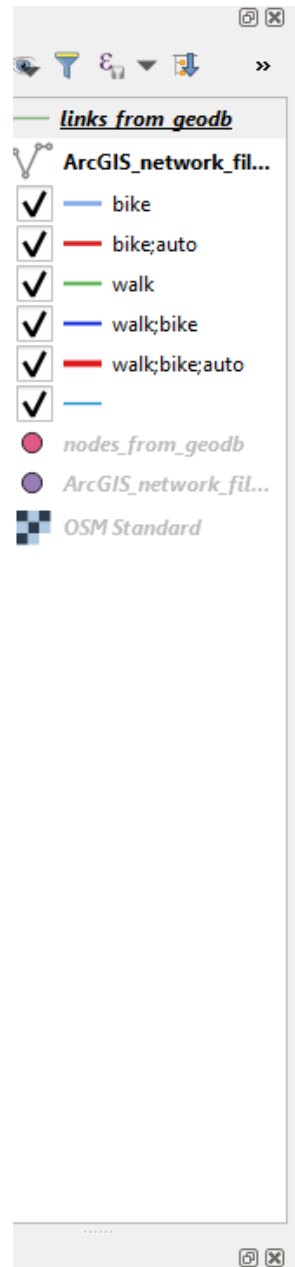 ε
»
links from geodb
ArcGIS_network_fil...
bike
bike;auto
walk
walk;bike
walk;bike;auto
nodes_from_geodb
ArcGIS_network_fil...
OSM Standard